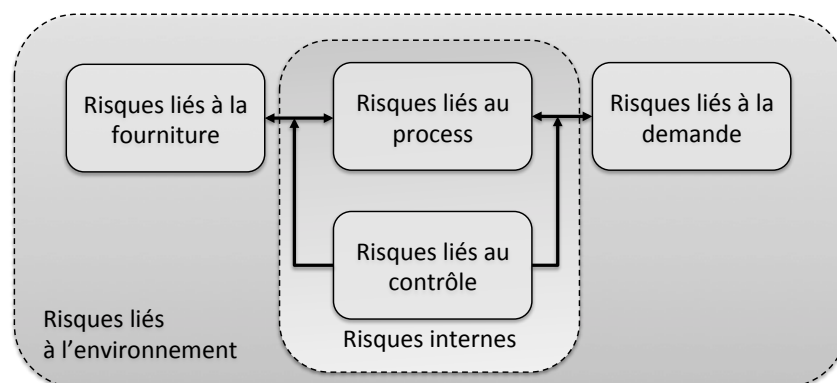 Risques liés à la
fourniture
Risques liés au
process
Risques liés à la
demande
Risques liés au
contrôle
Risques liés
à l’environnement
Risques internes